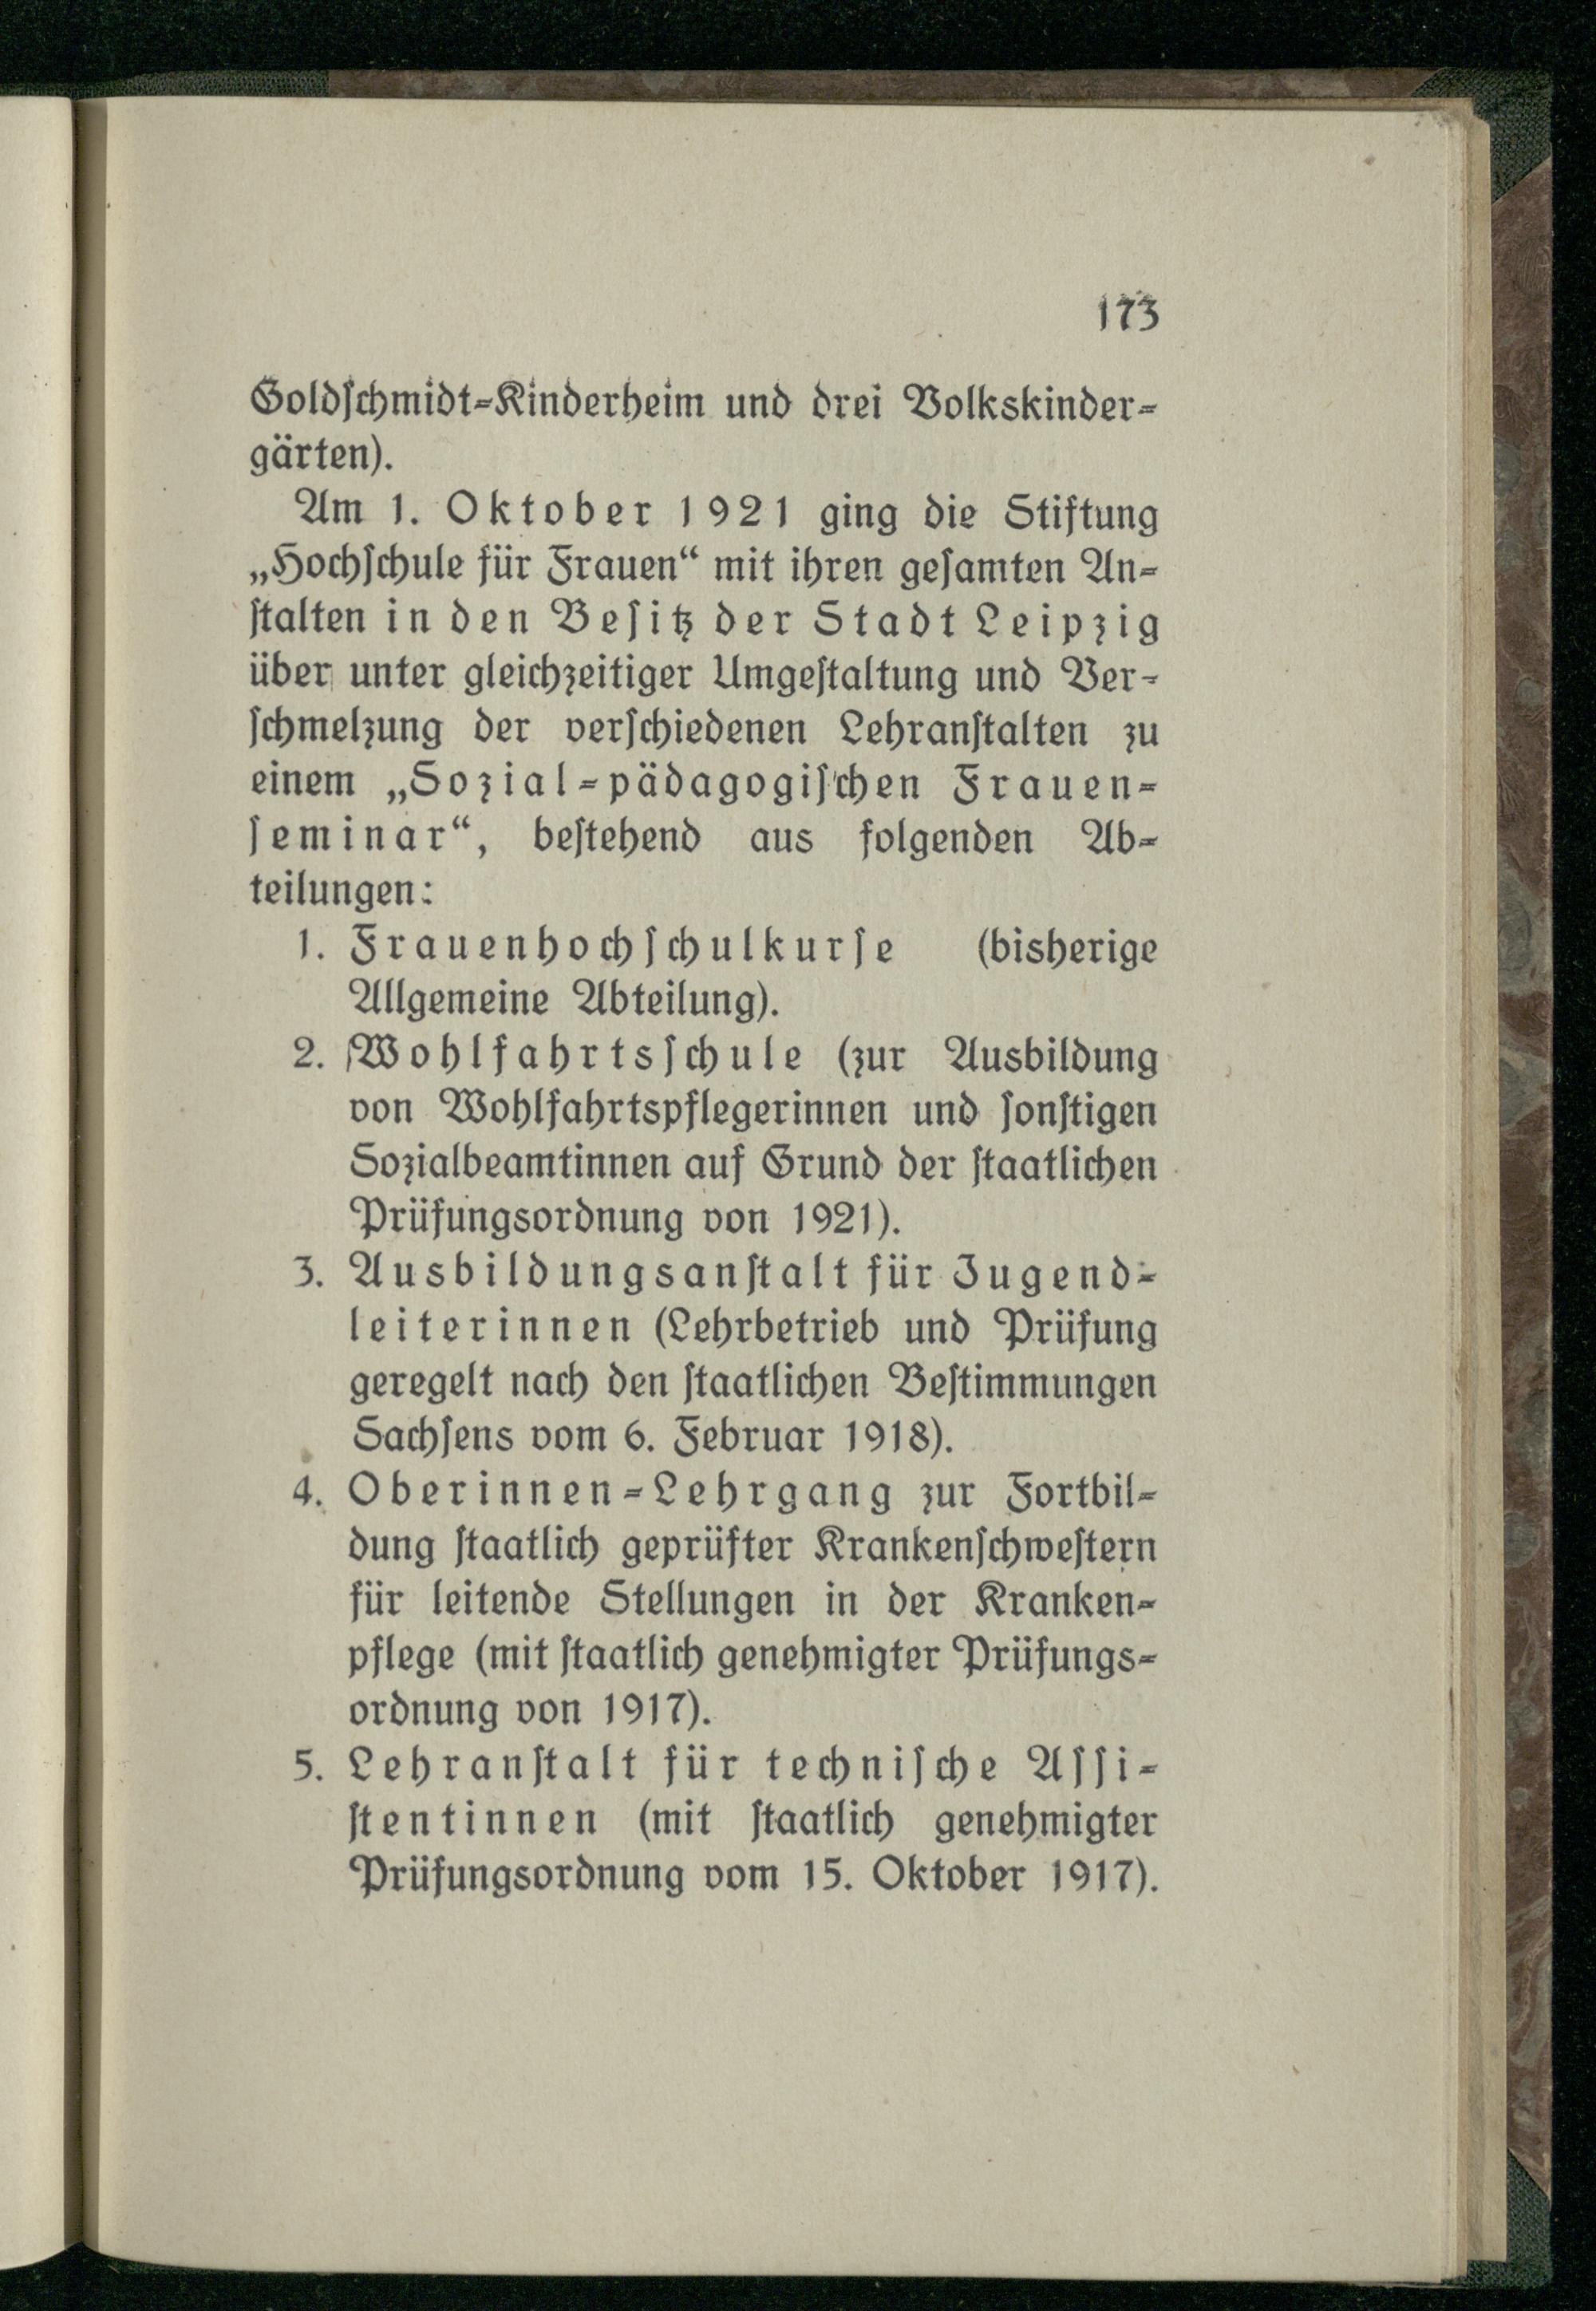 173
Goldschmidt-Kinderheim und drei Volkskinder-
gärten).
Am 1. Oktober 1921 ging die Stiftung
„Hochschule für Frauen“ mit ihren gesamten An-
stalten in den Besitz der Stadt Leipzig
über unter gleichzeitiger Umgestaltung und Ver-
schmelzung der verschiedenen Lehranstalten zu
einem „Sozial-pädagogischen Frauen-
seminar“, bestehend aus folgenden Ab-
teilungen:
1. Frauenhochschulkurse (bisherige
Allgemeine Abteilung).
2. Wohlfahrtsschule (zur Ausbildung
von Wohlfahrtspflegerinnen und sonstigen
Sozialbeamtinnen auf Grund der staatlichen
Prüfungsordnung von 1921).
3. Ausbildungsanstalt für Jugend-
leiterinnen (Lehrbetrieb und Prüfung
geregelt nach den staatlichen Bestimmungen
Sachsens vom 6. Februar 1918).
4. Oberinnen-Lehrgang zur Fortbil-
dung staatlich geprüfter Krankenschwestern
für leitende Stellungen in der Kranken-
pflege (mit staatlich genehmigter Prüfungs-
ordnung von 1917).
5. Lehranstalt für technische Assi-
stentinnen (mit staatlich genehmigter
Prüfungsordnung vom 15. Oktober 1917).